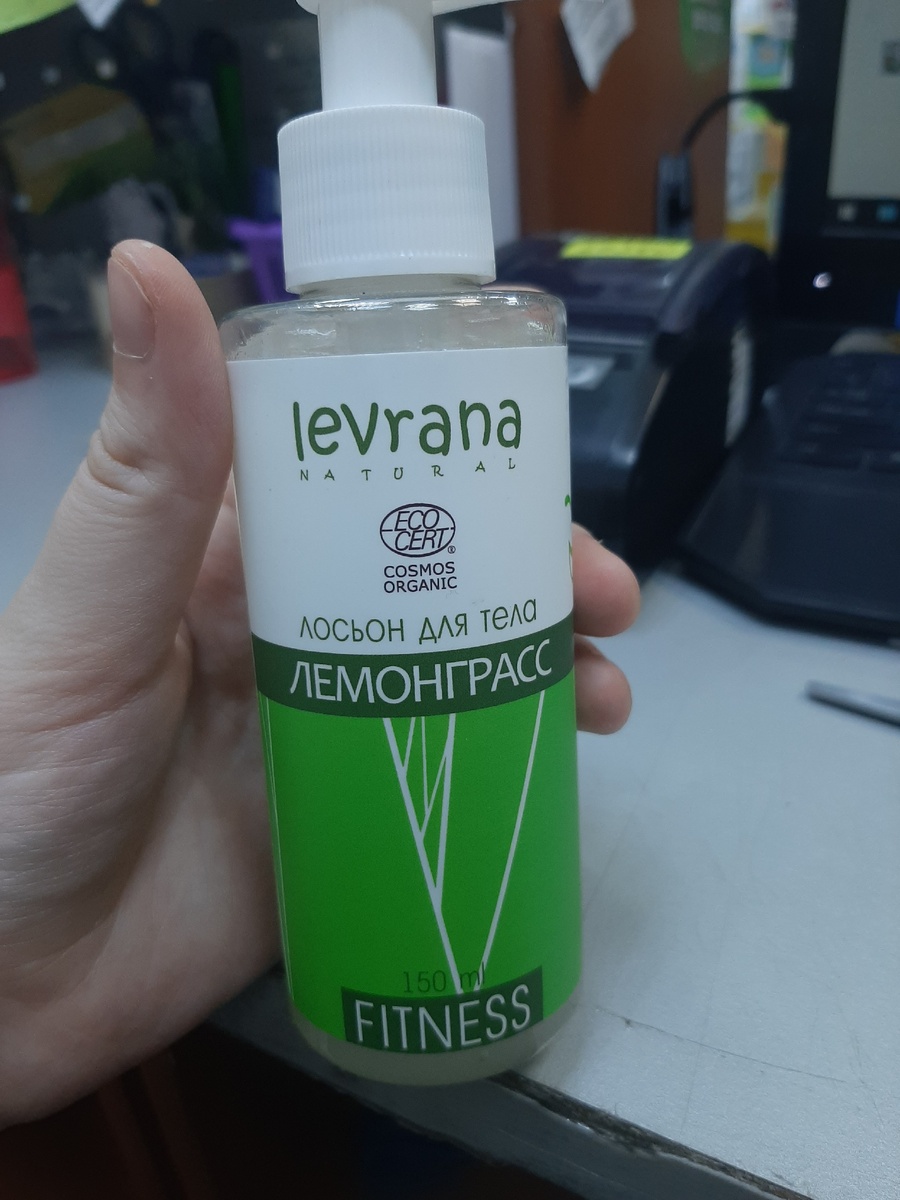 levrana
NATURAL
ECO
CERT®
COSMOS
ORGANIC
лосьон для тела
ЛЕМОНГРАСС
150 ml
FITNESS